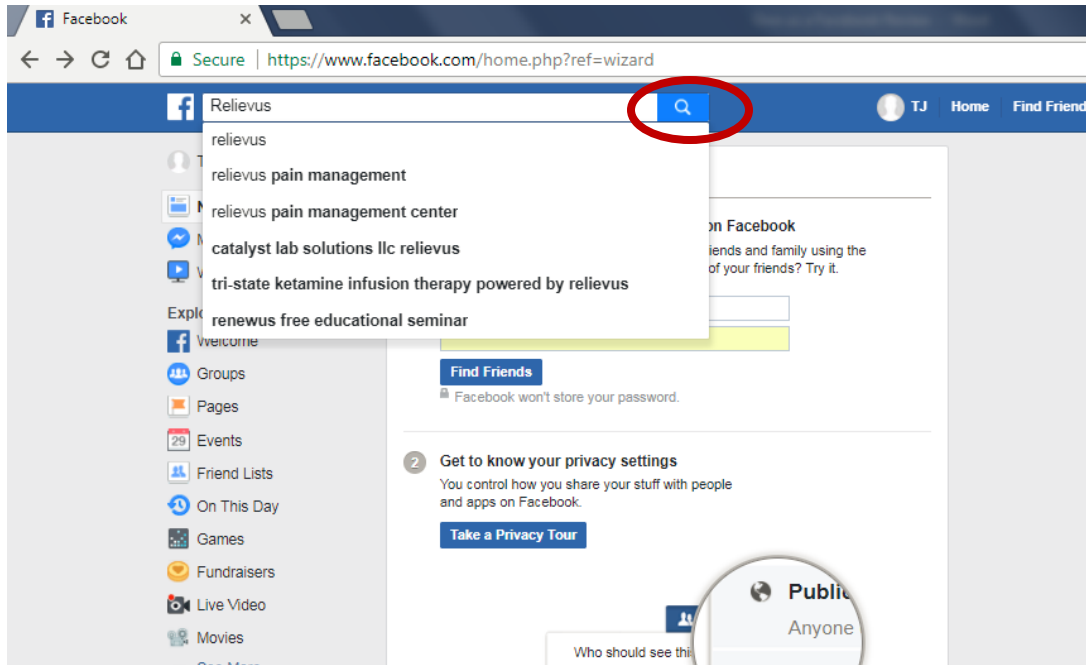 Facebook
Secure | https://www.facebook.com/home.php?ref=wizard
Relievus
TJ Home Find Friend
relievus
relievus pain management
relievus pain management center
catalyst lab solutions llc relievus
tri-state ketamine infusion therapy powered by relievus
renewus free educational seminar
on Facebook
iends and family using the
of your friends? Try it.
Explo
Welcome
Groups
Pages
29 Events
Friend Lists
On This Day
Games
Fundraisers
Live Video
Movies
Find Friends
Facebook won't store your password.
2 Get to know your privacy settings
You control how you share your stuff with people
and apps on Facebook.
Take a Privacy Tour
Public
Anyone
Who should see this